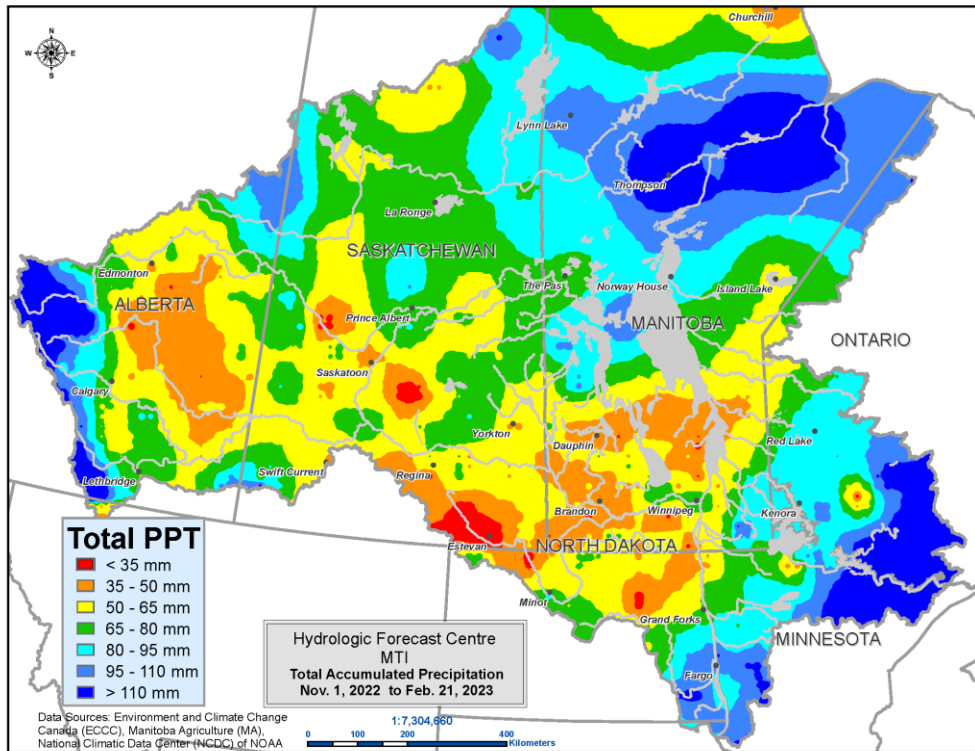 N
W E
S
Churchill
Lynn Lake
Thompson
La Ronge
SASKATCHEWAN
Edmonton
ALBERTA
The Pas
Norway House
Island Lake
Prince Albert
MANITOBA
ONTARIO
Saskatoon
Calgary
Yorkton
Dauphin
Red Lake
Lethbridge
Swift Current
Regina
Brandon
Winnipeg
Kenora
Estevan
NORTH DAKOTA
Minot
Grand Forks
MINNESOTA
Fargo
Total PPT
< 35 mm
35 - 50 mm
50 - 65 mm
65 - 80 mm
80 - 95 mm
95 - 110 mm
> 110 mm
Hydrologic Forecast Centre
MTI
Total Accumulated Precipitation
Nov. 1, 2022 to Feb. 21, 2023
Data Sources: Environment and Climate Change
Canada (ECCC), Manitoba Agriculture (MA),
National Climatic Data Center (NCDC) of NOAA
1:7,304,660
0 100 200 400
Kilometers